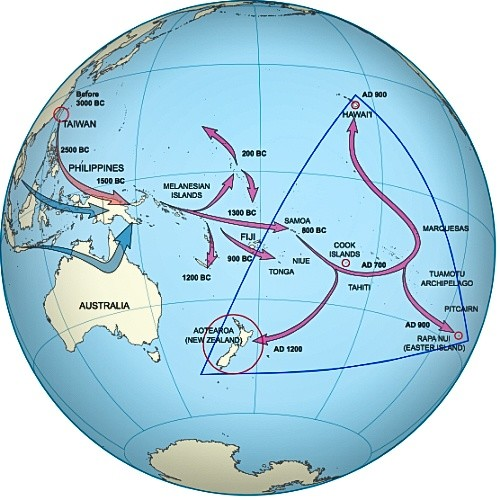 Before
3000 BC
TAIWAN
2500 BC
PHILIPPINES
1500 BC
MELANESIAN
ISLANDS
200 BC
1300 BC
FIJI
900 BC
1200 BC
SAMOA
800 BC
NIUE
TONGA
COOK
ISLANDS
AD 700
TAHITI
AD 900
HAWAI'I
MARQUESAS
TUAMOTU
ARCHIPELAGO
PITCAIRN
AD 900
RAPA NUI
(EASTER ISLAND)
AUSTRALIA
AOTEAROA
(NEW ZEALAND)
AD 1200